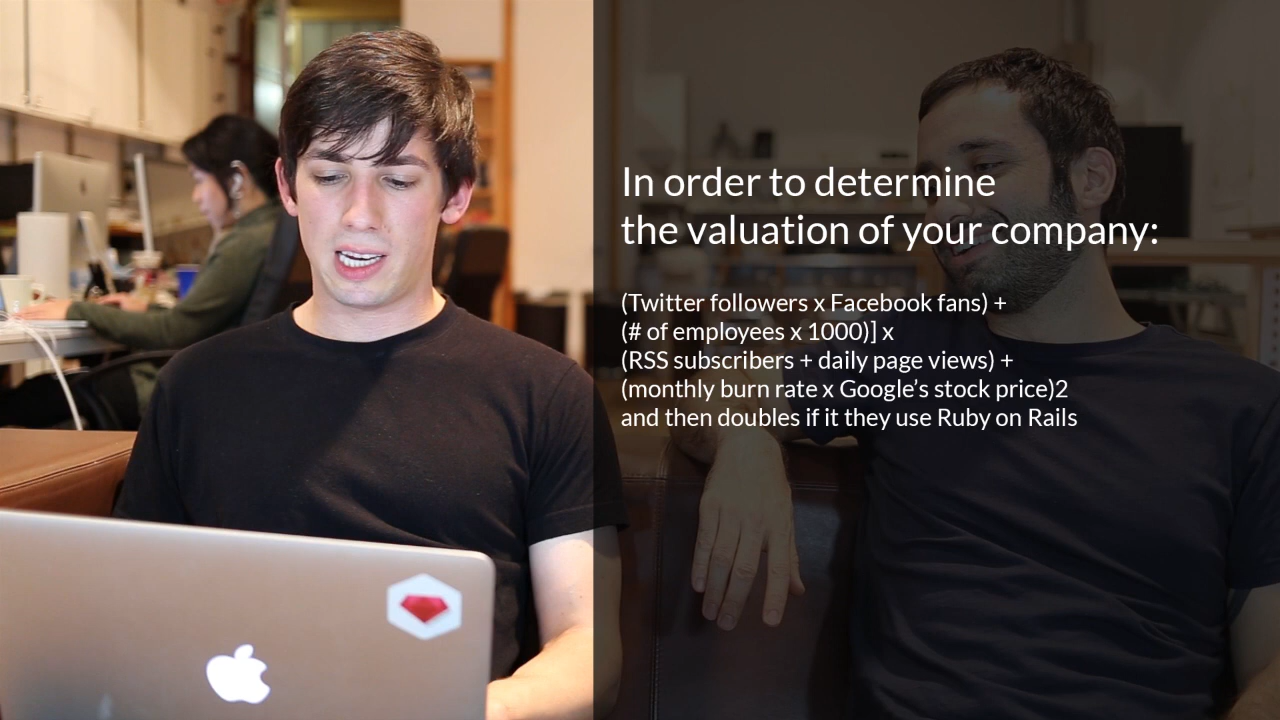 In order to determine
the valuation of your company:
(Twitter followers x Facebook fans) +
(# of employees x 1000)] x
(RSS subscribers + daily page views) +
(monthly burn rate x Google’s stock price)2
and then doubles if it they use Ruby on Rails